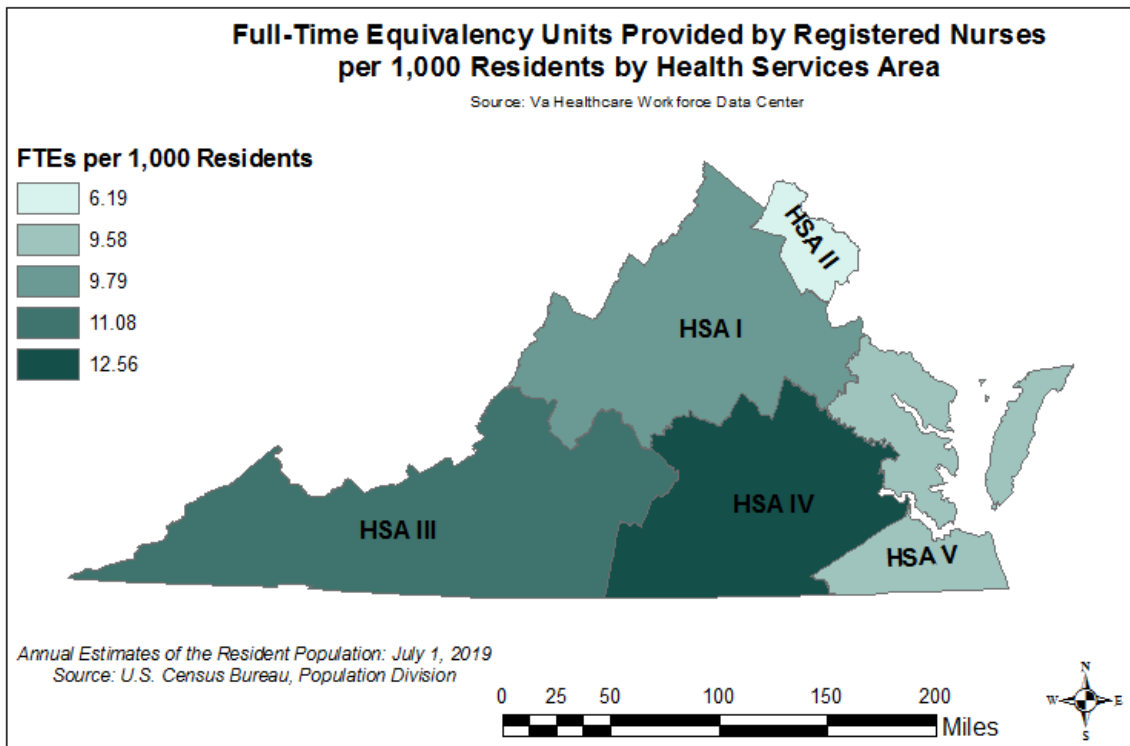 Full-Time Equivalency Units Provided by Registered Nurses
per 1,000 Residents by Health Services Area
Source: Va Healthcare Workforce Data Center
FTEs per 1,000 Residents
6.19
9.58
9.79
11.08
12.56
HSA II
HSA I
HSA IV
HSA III
HSA V
Annual Estimates of the Resident Population: July 1, 2019
Source: U.S. Census Bureau, Population Division
0 25 50 100 150 200
Miles
N
W E
S